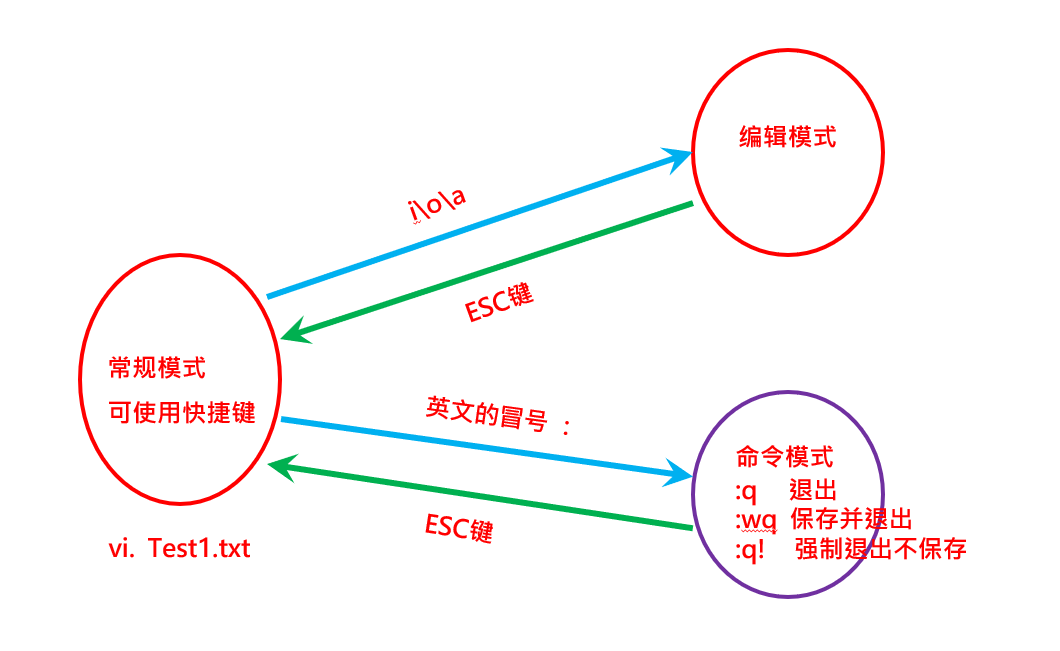 编辑模式
i\o\a
ESC键
常规模式
可使用快捷键
英文的冒号 :
命令模式
:q 退出
:wq 保存并退出
:q! 强制退出不保存
ESC键
vi. Test1.txt